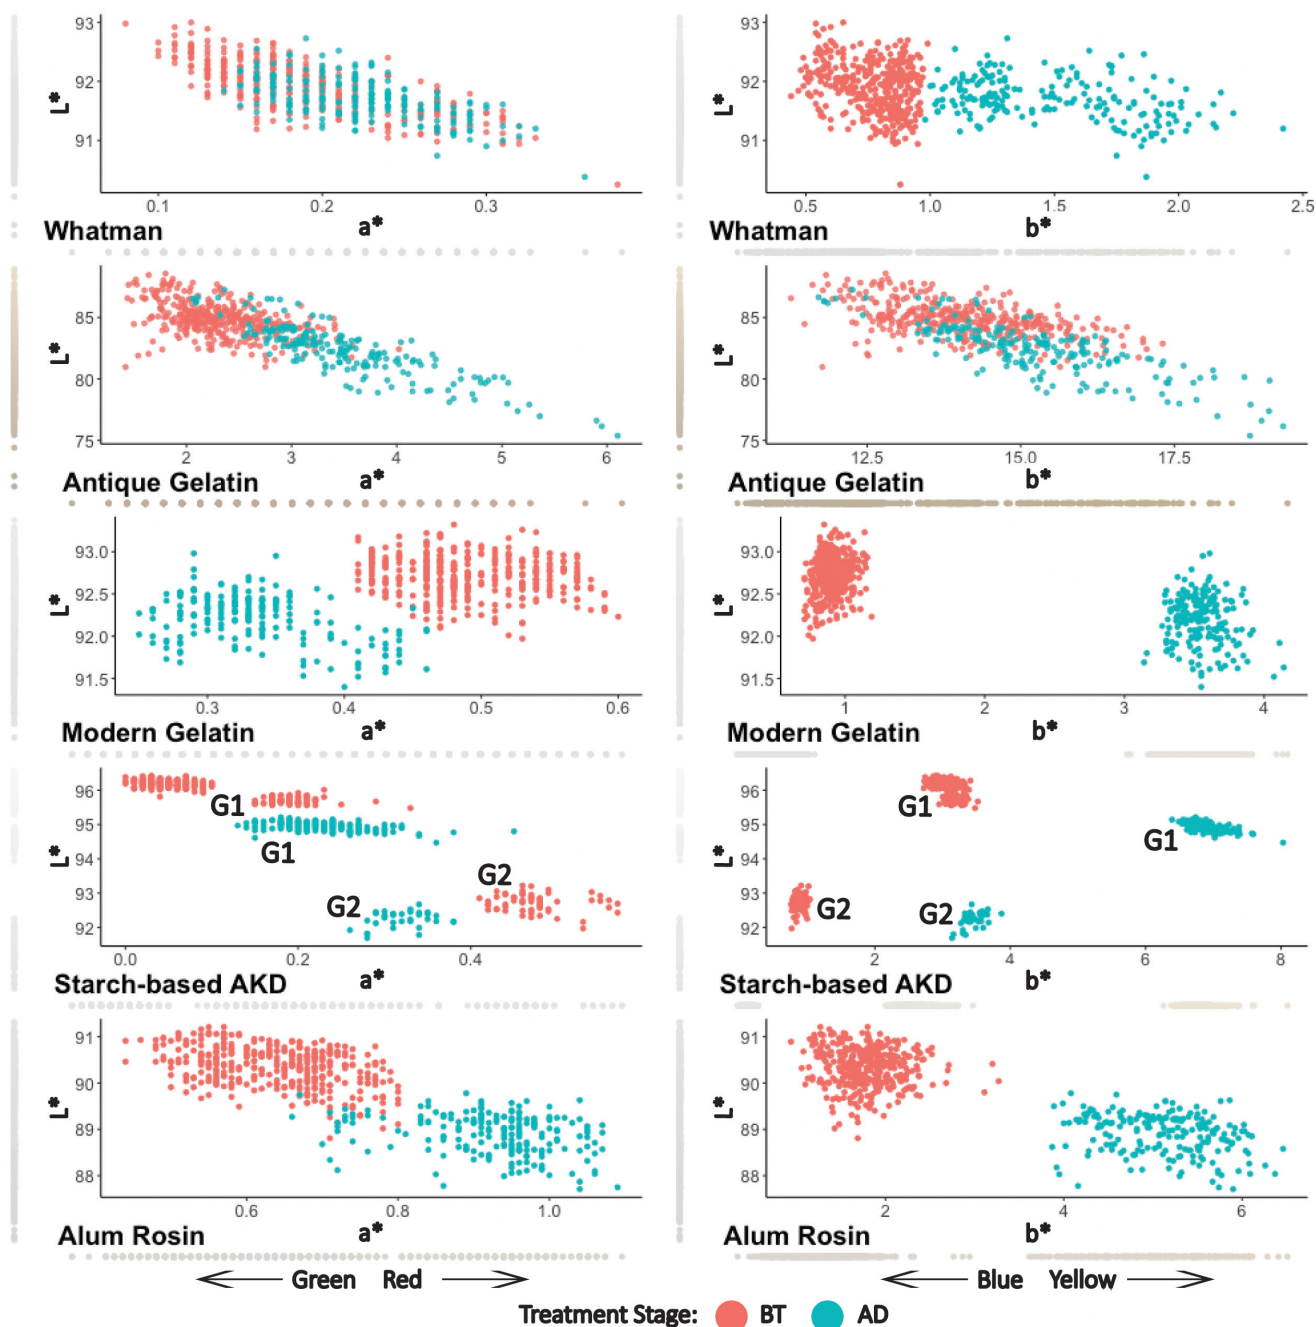 93
92
91
L*
0.1 0.2 0.3
Whatman a*
93
92
91
L*
0.5 1.0 1.5 2.0 2.5
Whatman b*
85
80
75
L*
2 3 4 5 6
Antique Gelatin a*
85
80
75
L*
12.5 15.0 17.5
Antique Gelatin b*
93.0
92.5
92.0
91.5
L*
0.3 0.4 0.5 0.6
Modern Gelatin a*
93.0
92.5
92.0
91.5
L*
1 2 3 4
Modern Gelatin b*
96
95
94
93
92
L*
G1
G1
G2
G2
0.0 0.2 0.4
Starch-based AKD a*
96
95
94
93
92
L*
G1
G1
G2
G2
2 4 6 8
Starch-based AKD b*
91
90
89
88
L*
0.6 0.8 1.0
Alum Rosin a*
91
90
89
88
L*
2 4 6
Alum Rosin b*
Green Red
Blue Yellow
Treatment Stage: BT AD